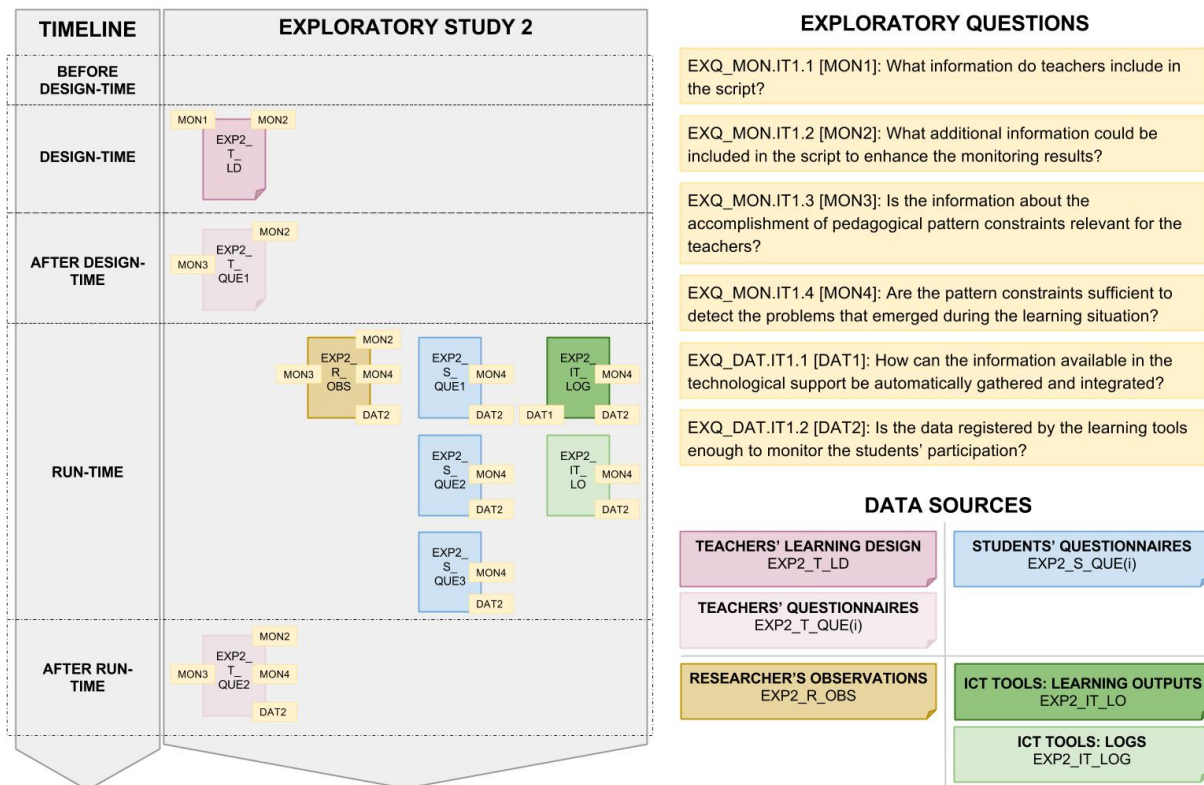 TIMELINE
EXPLORATORY STUDY 2
BEFORE
DESIGN-TIME
DESIGN-TIME
MON1
MON2
EXP2_
T_
LD
AFTER DESIGN-
TIME
MON2
EXP2_
T_
QUE1
MON3
RUN-TIME
EXP2_
R_
OBS
MON2
MON3
MON4
DAT2
EXP2_
S_
QUE1
MON4
DAT2
EXP2_
IT_
LOG
MON4
DAT1
DAT2
EXP2_
S_
QUE2
MON4
DAT2
EXP2_
IT_
LO
MON4
DAT2
EXP2_
S_
QUE3
MON4
DAT2
AFTER RUN-
TIME
MON2
EXP2_
T_
QUE2
MON3
MON4
DAT2
EXPLORATORY QUESTIONS
EXQ_MON.IT1.1 [MON1]: What information do teachers include in
the script?
EXQ_MON.IT1.2 [MON2]: What additional information could be
included in the script to enhance the monitoring results?
EXQ_MON.IT1.3 [MON3]: Is the information about the
accomplishment of pedagogical pattern constraints relevant for the
teachers?
EXQ_MON.IT1.4 [MON4]: Are the pattern constraints sufficient to
detect the problems that emerged during the learning situation?
EXQ_DAT.IT1.1 [DAT1]: How can the information available in the
technological support be automatically gathered and integrated?
EXQ_DAT.IT1.2 [DAT2]: Is the data registered by the learning tools
enough to monitor the students' participation?
DATA SOURCES
TEACHERS' LEARNING DESIGN
EXP2_T_LD
STUDENTS' QUESTIONNAIRES
EXP2_S_QUE(i)
TEACHERS' QUESTIONNAIRES
EXP2_T_QUE(i)
RESEARCHER'S OBSERVATIONS
EXP2_R_OBS
ICT TOOLS: LEARNING OUTPUTS
EXP2_IT_LO
ICT TOOLS: LOGS
EXP2_IT_LOG